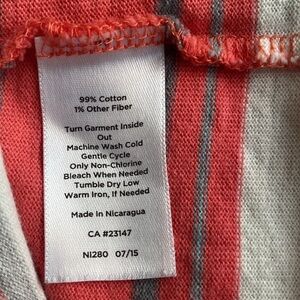 99% Cotton
1% Other Fiber
Turn Garment Inside
Out
Machine Wash Cold
Gentle Cycle
Only Non-Chlorine
Bleach When Needed
Tumble Dry Low
Warm Iron, If Needed
Made in Nicaragua
CA #23147
NI280 07/15